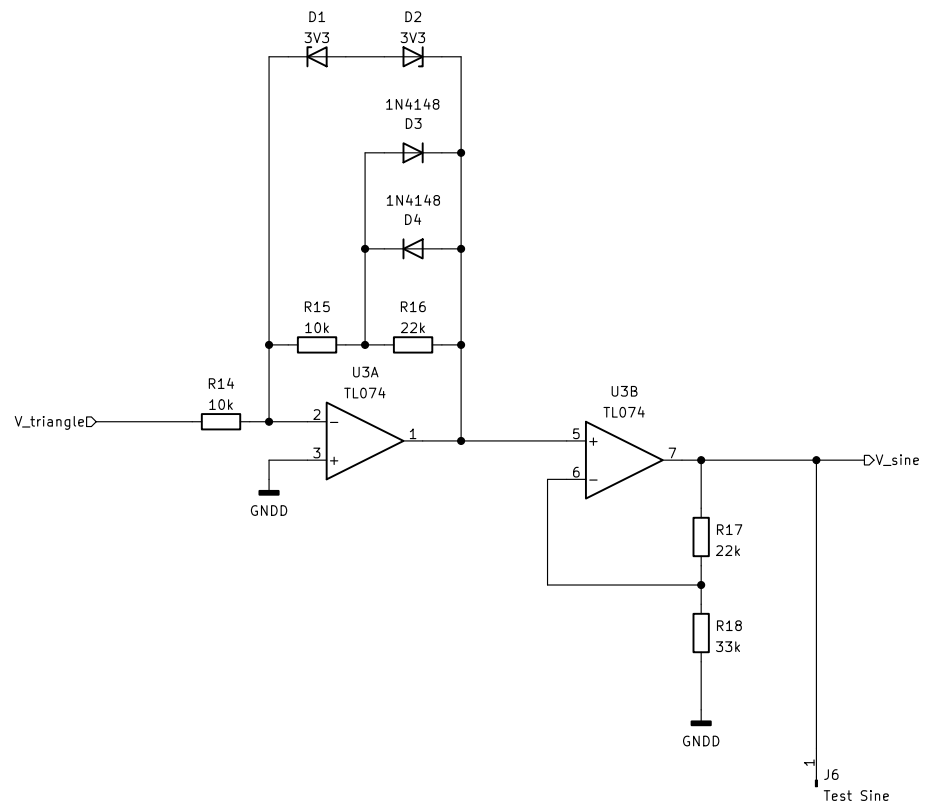 D1
3V3
D2
3V3
1N4148
D3
1N4148
D4
R15
10k
R16
22k
U3A
TL074
R14
10k
V_triangle
2
3
1
GNDD
U3B
TL074
5
6
7
V_sine
R17
22k
R18
33k
GNDD
1
J6
Test Sine